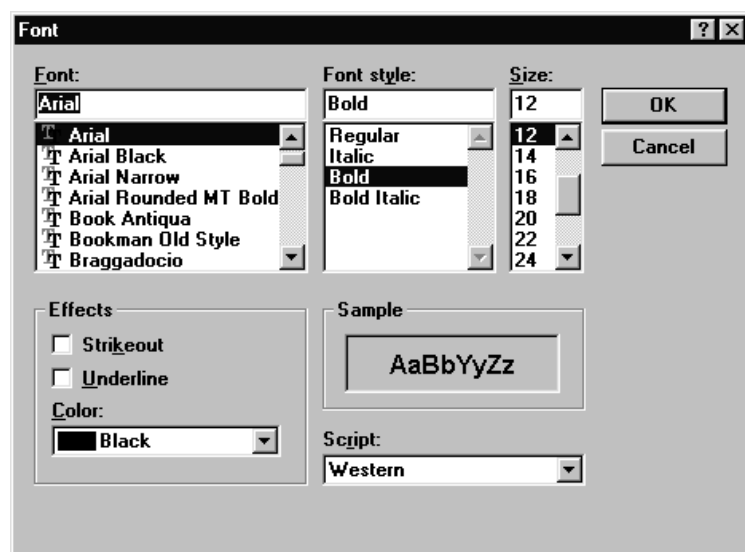 Font
Font:
Arial
Arial
Arial Black
Arial Narrow
Arial Rounded MT Bold
Book Antiqua
Bookman Old Style
Braggadocio
Font style:
Bold
Regular
Italic
Bold
Bold Italic
Size:
12
12
14
16
18
20
22
24
OK
Cancel
Effects
Strikeout
Underline
Color:
Black
Sample
AaBbYyZz
Script:
Western